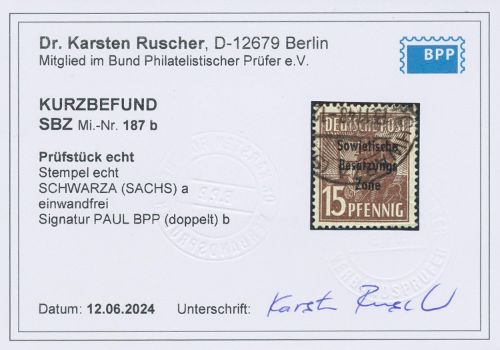 Dr. Karsten Ruscher, D-12679 Berlin
Mitglied im Bund Philatelistischer Prüfer e.V.
BPP
KURZBEFUND
SBZ Mi.-Nr. 187 b
Prüfstück echt
Stempel echt
SCHWARZA (SACHS) a
einwandfrei
Signatur PAUL BPP (doppelt) b
DEUTSCHE POST
Sowjetische
Besatzungs
Zone
15 PFENNIG
Datum: 12.06.2024 Unterschrift: Karsten Ruscher